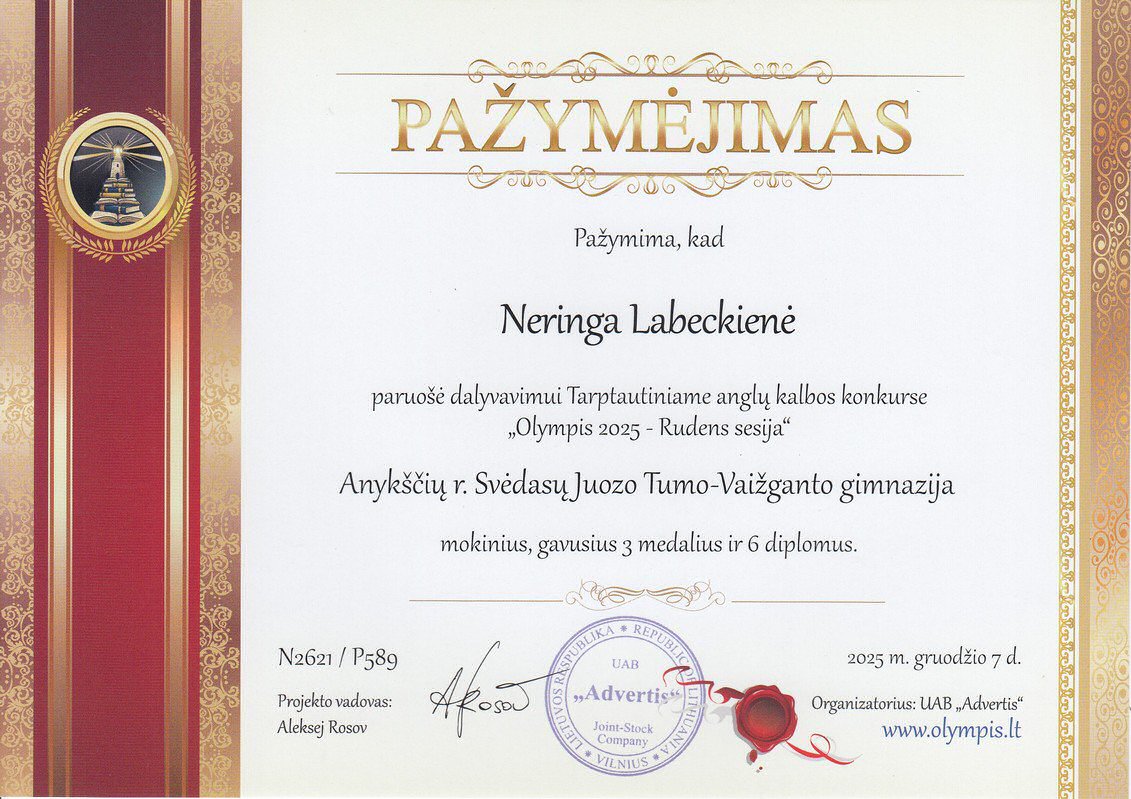 PAŽYMĖJIMAS
Pažymima, kad
Neringa Labeckienė
paruošė dalyvavimui Tarptautiniame anglų kalbos konkurse
„Olympis 2025 - Rudens sesija“
Anykščių r. Svėdasų Juozo Tumo-Vaižganto gimnazija
mokinius, gavusius 3 medalius ir 6 diplomus.
N2621 / P589
2025 m. gruodžio 7 d.
Projekto vadovas:
Aleksej Rosov
ARosov
LIETUVOS RESPUBLIKA * REPUBLIC OF LITHUANIA * VILNIUS *
UAB
„Advertis“
Joint-Stock
Company
Organizatorius: UAB „Advertis“
www.olympis.lt